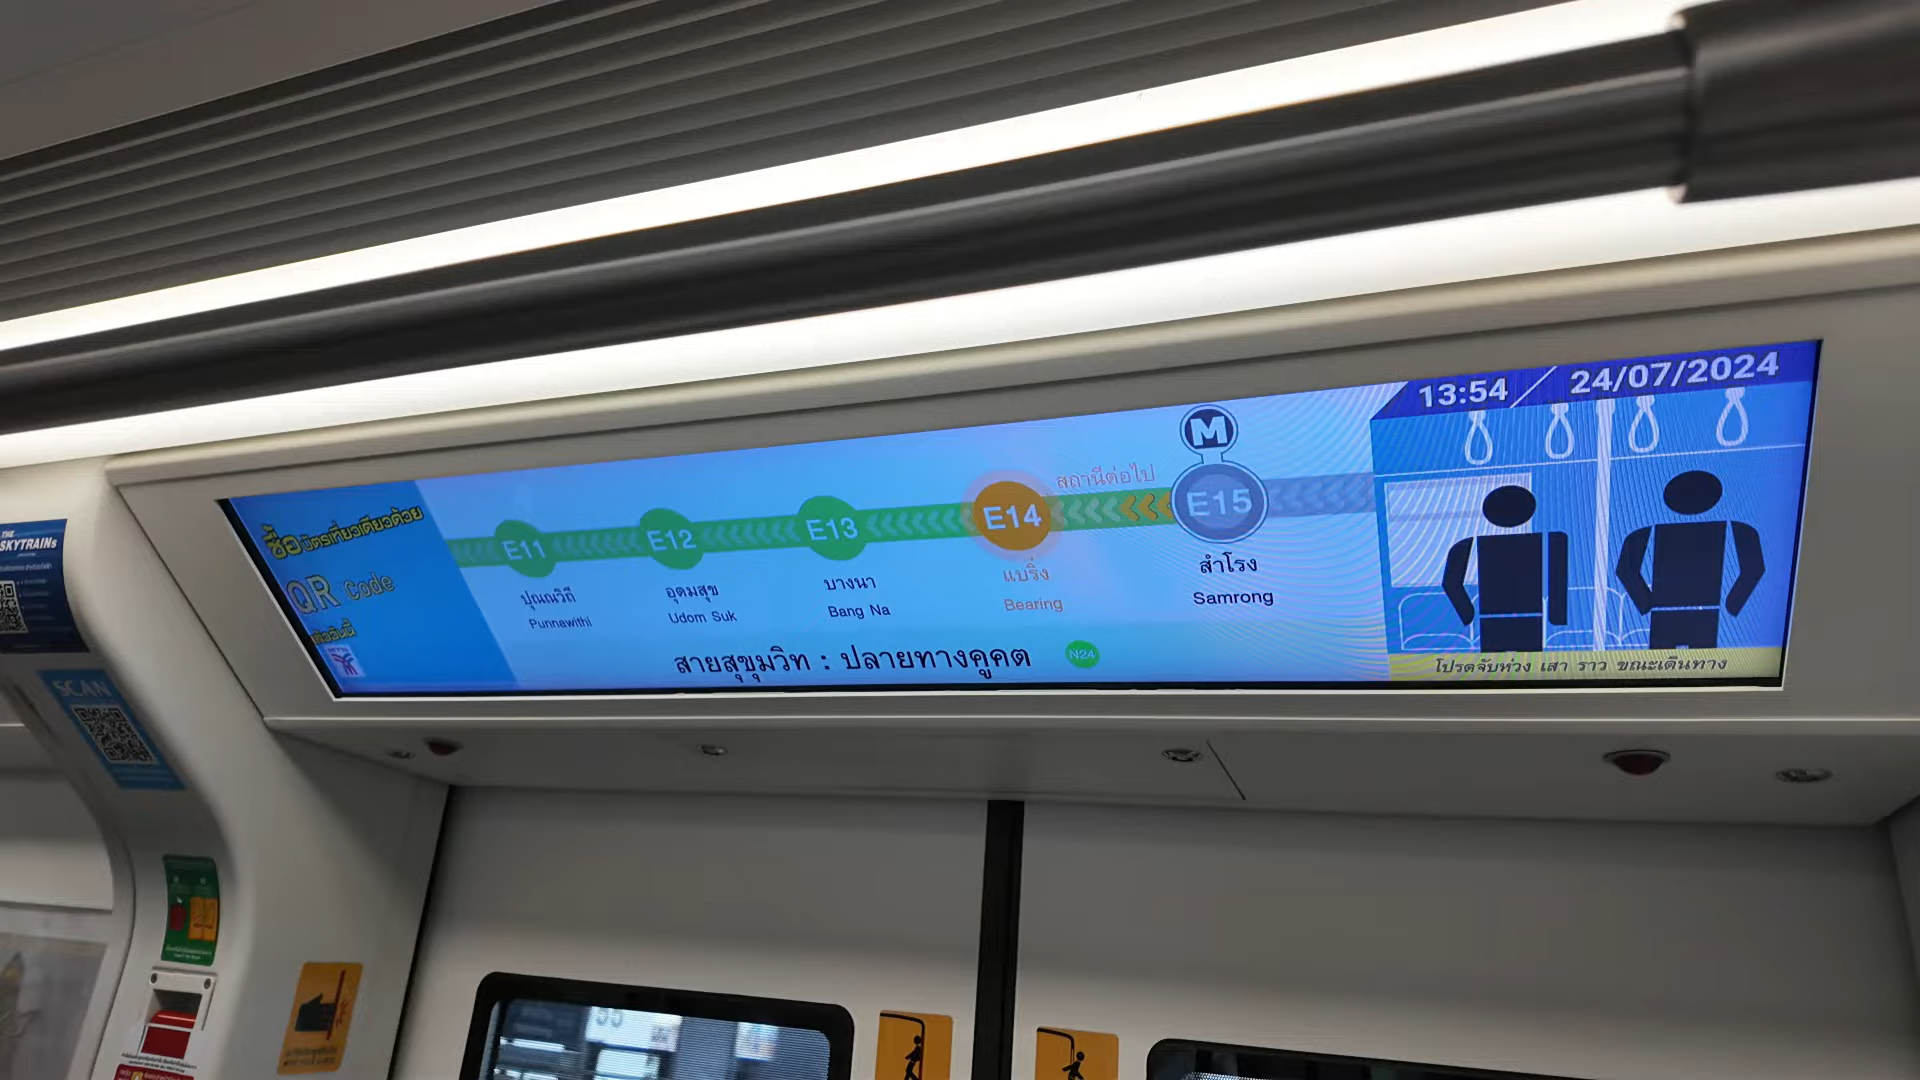 THE
SKYTRAINs
SCAN
ซื้อ บัตรเที่ยวเดียวด้วย
QR Code
E11
ปุณณวิถี
Punnawithi
E12
อุดมสุข
Udom Suk
E13
บางนา
Bang Na
E14
แบริ่ง
Bearing
สถานีต่อไป
M
E15
สำโรง
Samrong
สายสุขุมวิท : ปลายทางคูคต N24
13:54 / 24/07/2024
โปรดจับห่วง เสา ราว ขณะเดินทาง